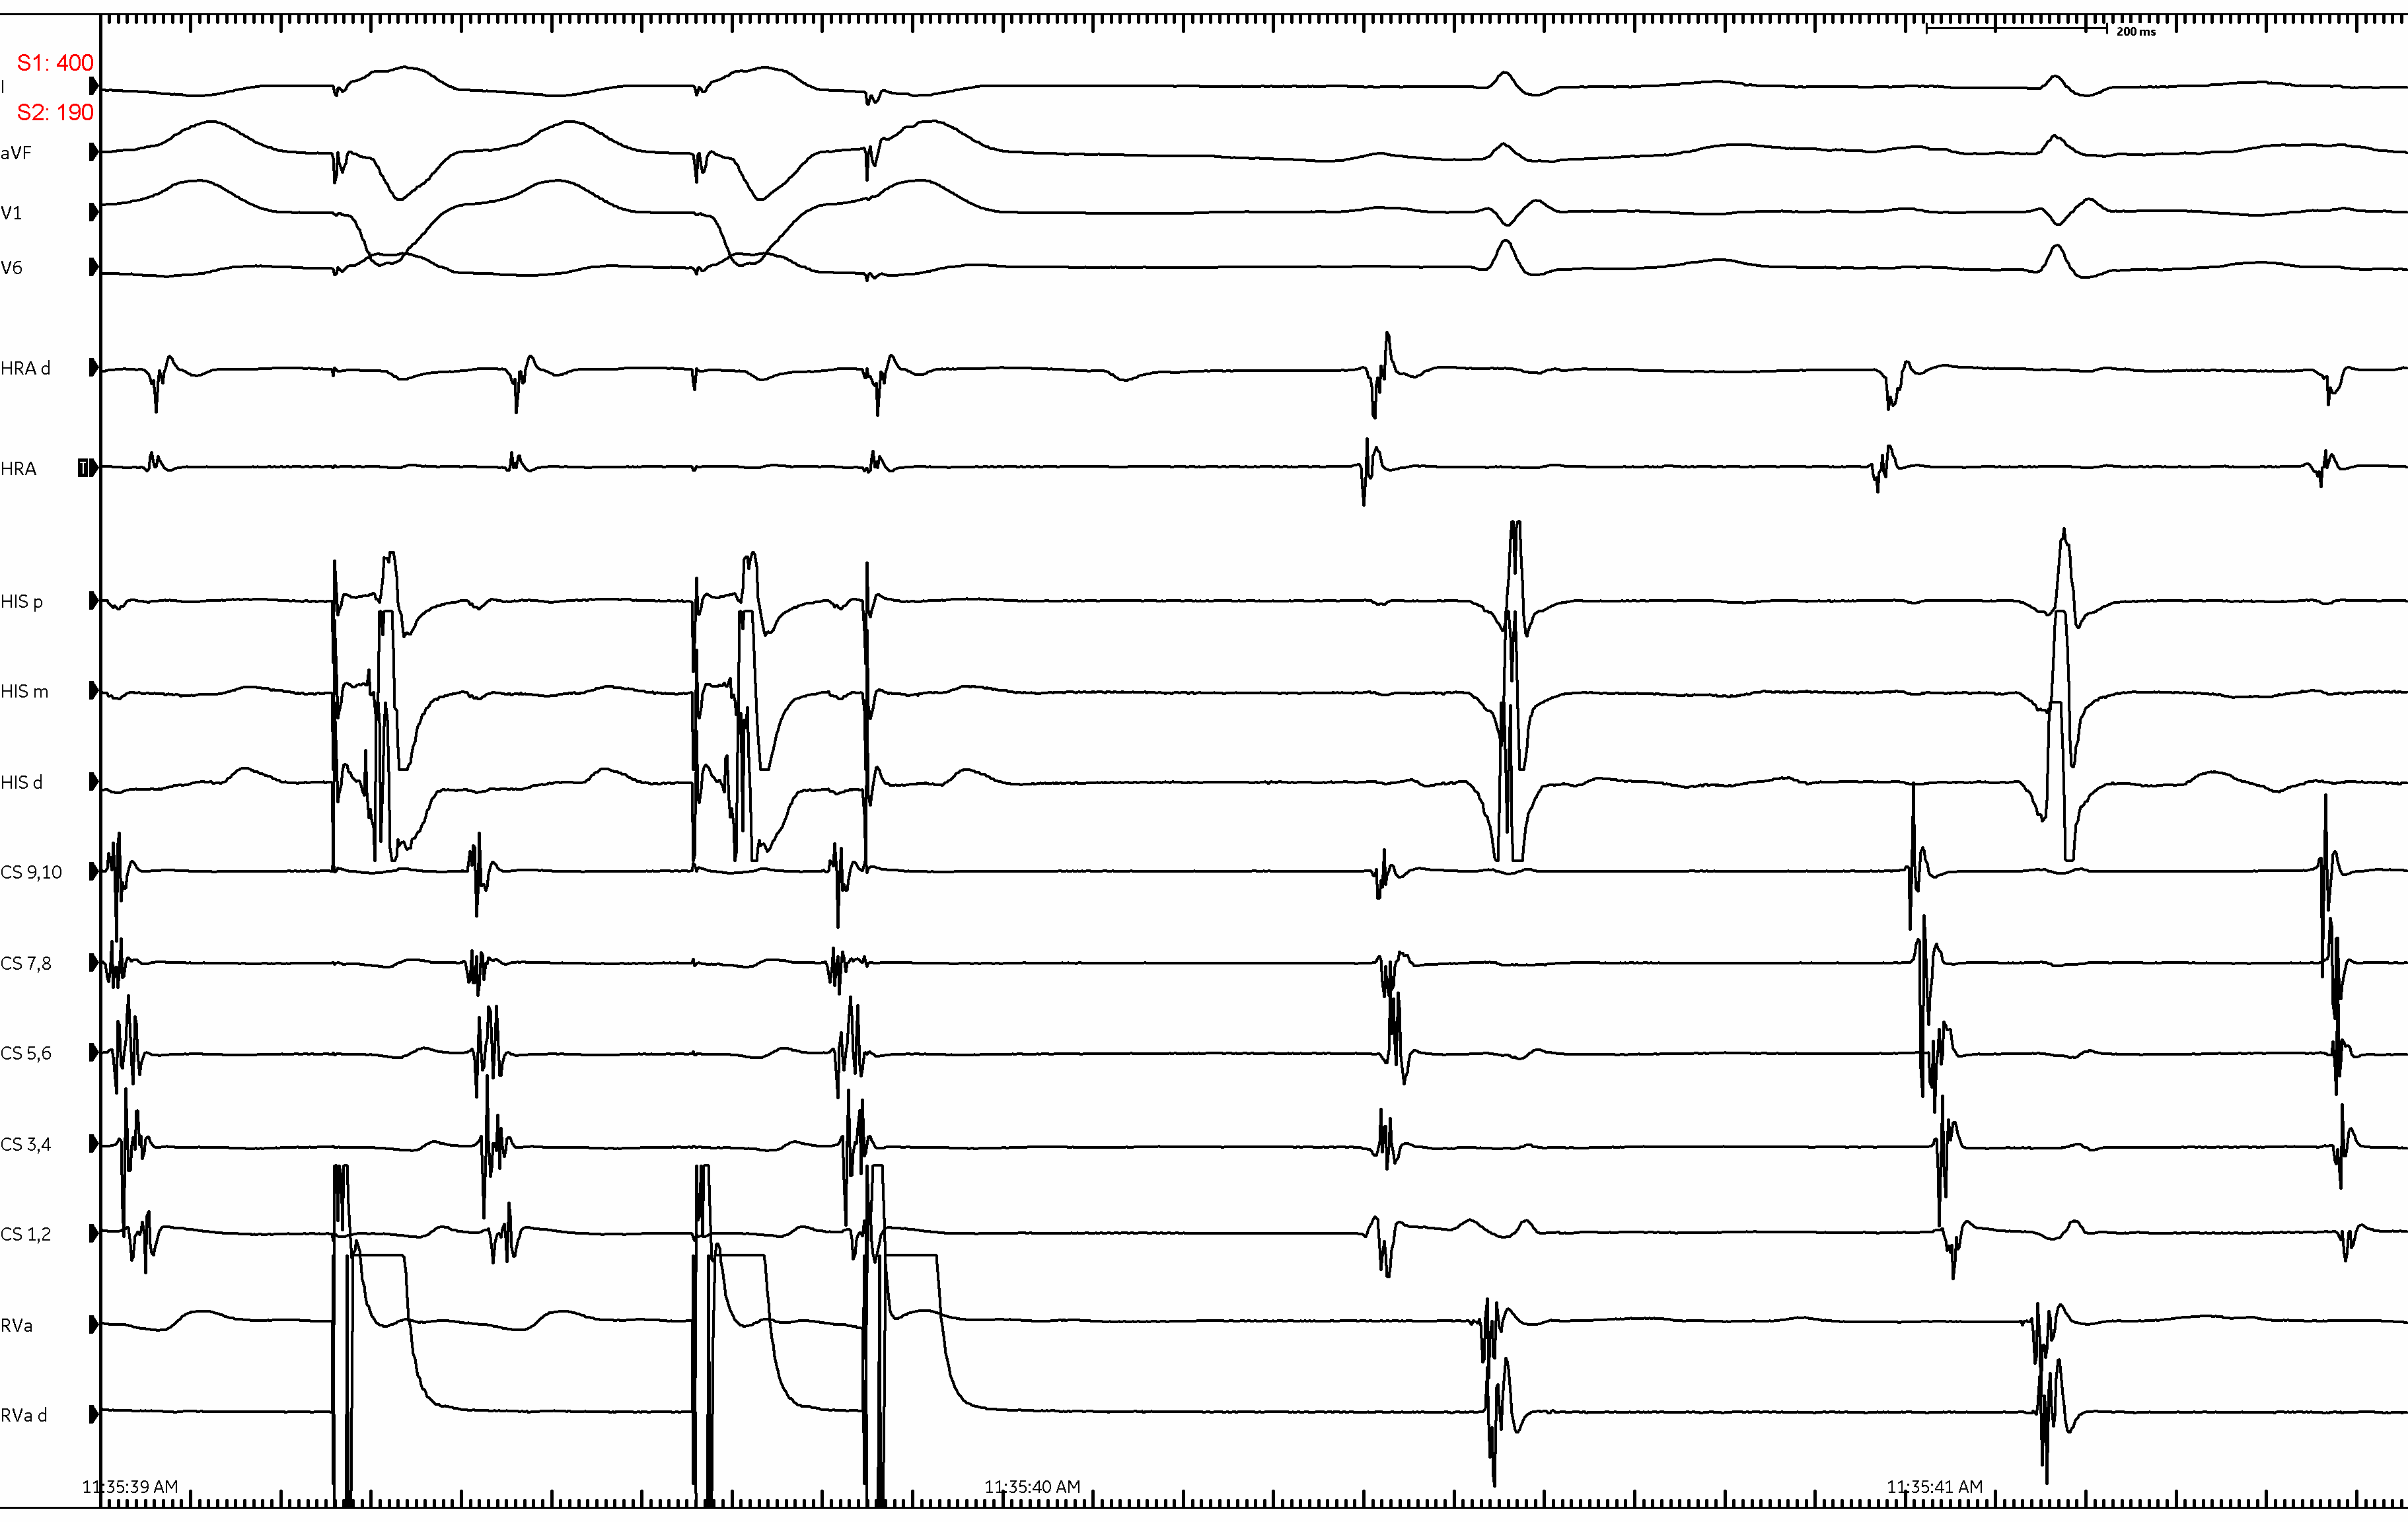 200 ms
S1: 400
I
S2: 190
aVF
V1
V6
HRA d
HRA T
HIS p
HIS m
HIS d
CS 9,10
CS 7,8
CS 5,6
CS 3,4
CS 1,2
RVa
RVa d
11:35:39 AM 11:35:40 AM 11:35:41 AM